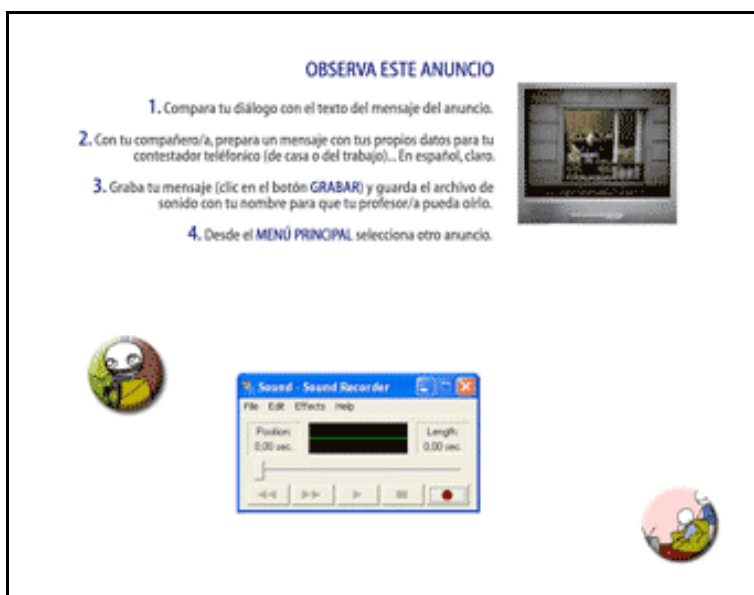 OBSERVA ESTE ANUNCIO
1. Compara tu diálogo con el texto del mensaje del anuncio.
2. Con tu compañero/a, prepara un mensaje con tus propios datos para tu
contestador teléfonico (de casa o del trabajo)... En español, claro.
3. Graba tu mensaje (clic en el botón GRABAR) y guarda el archivo de
sonido con tu nombre para que tu profesor/a pueda oírlo.
4. Desde el MENÚ PRINCIPAL selecciona otro anuncio.
Sound - Sound Recorder
File Edit Effects Help
Position: Length:
0,00 sec. 0,00 sec.